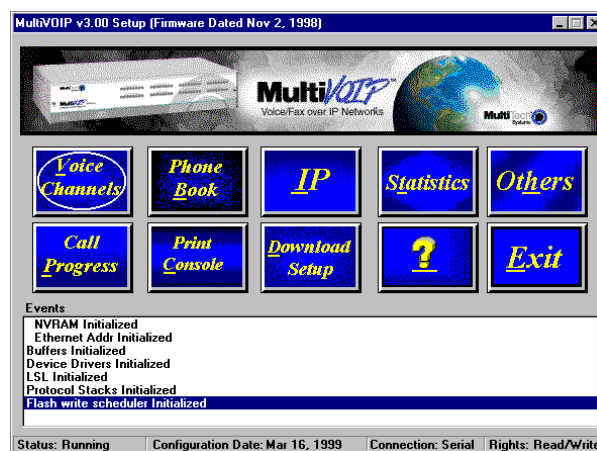 MultiVOIP v3.00 Setup (Firmware Dated Nov 2, 1998)
MultiVOIP™
Voice/Fax over IP Networks
MultiTech
Systems
Voice Channels
Phone Book
IP
Statistics
Others
Call Progress
Print Console
Download Setup
?
Exit
Events
NVRAM Initialized
Ethernet Addr Initialized
Buffers Initialized
Device Drivers Initialized
LSL Initialized
Protocol Stacks Initialized
Flash write scheduler Initialized
Status: Running Configuration Date: Mar 16, 1999 Connection: Serial Rights: Read/Write